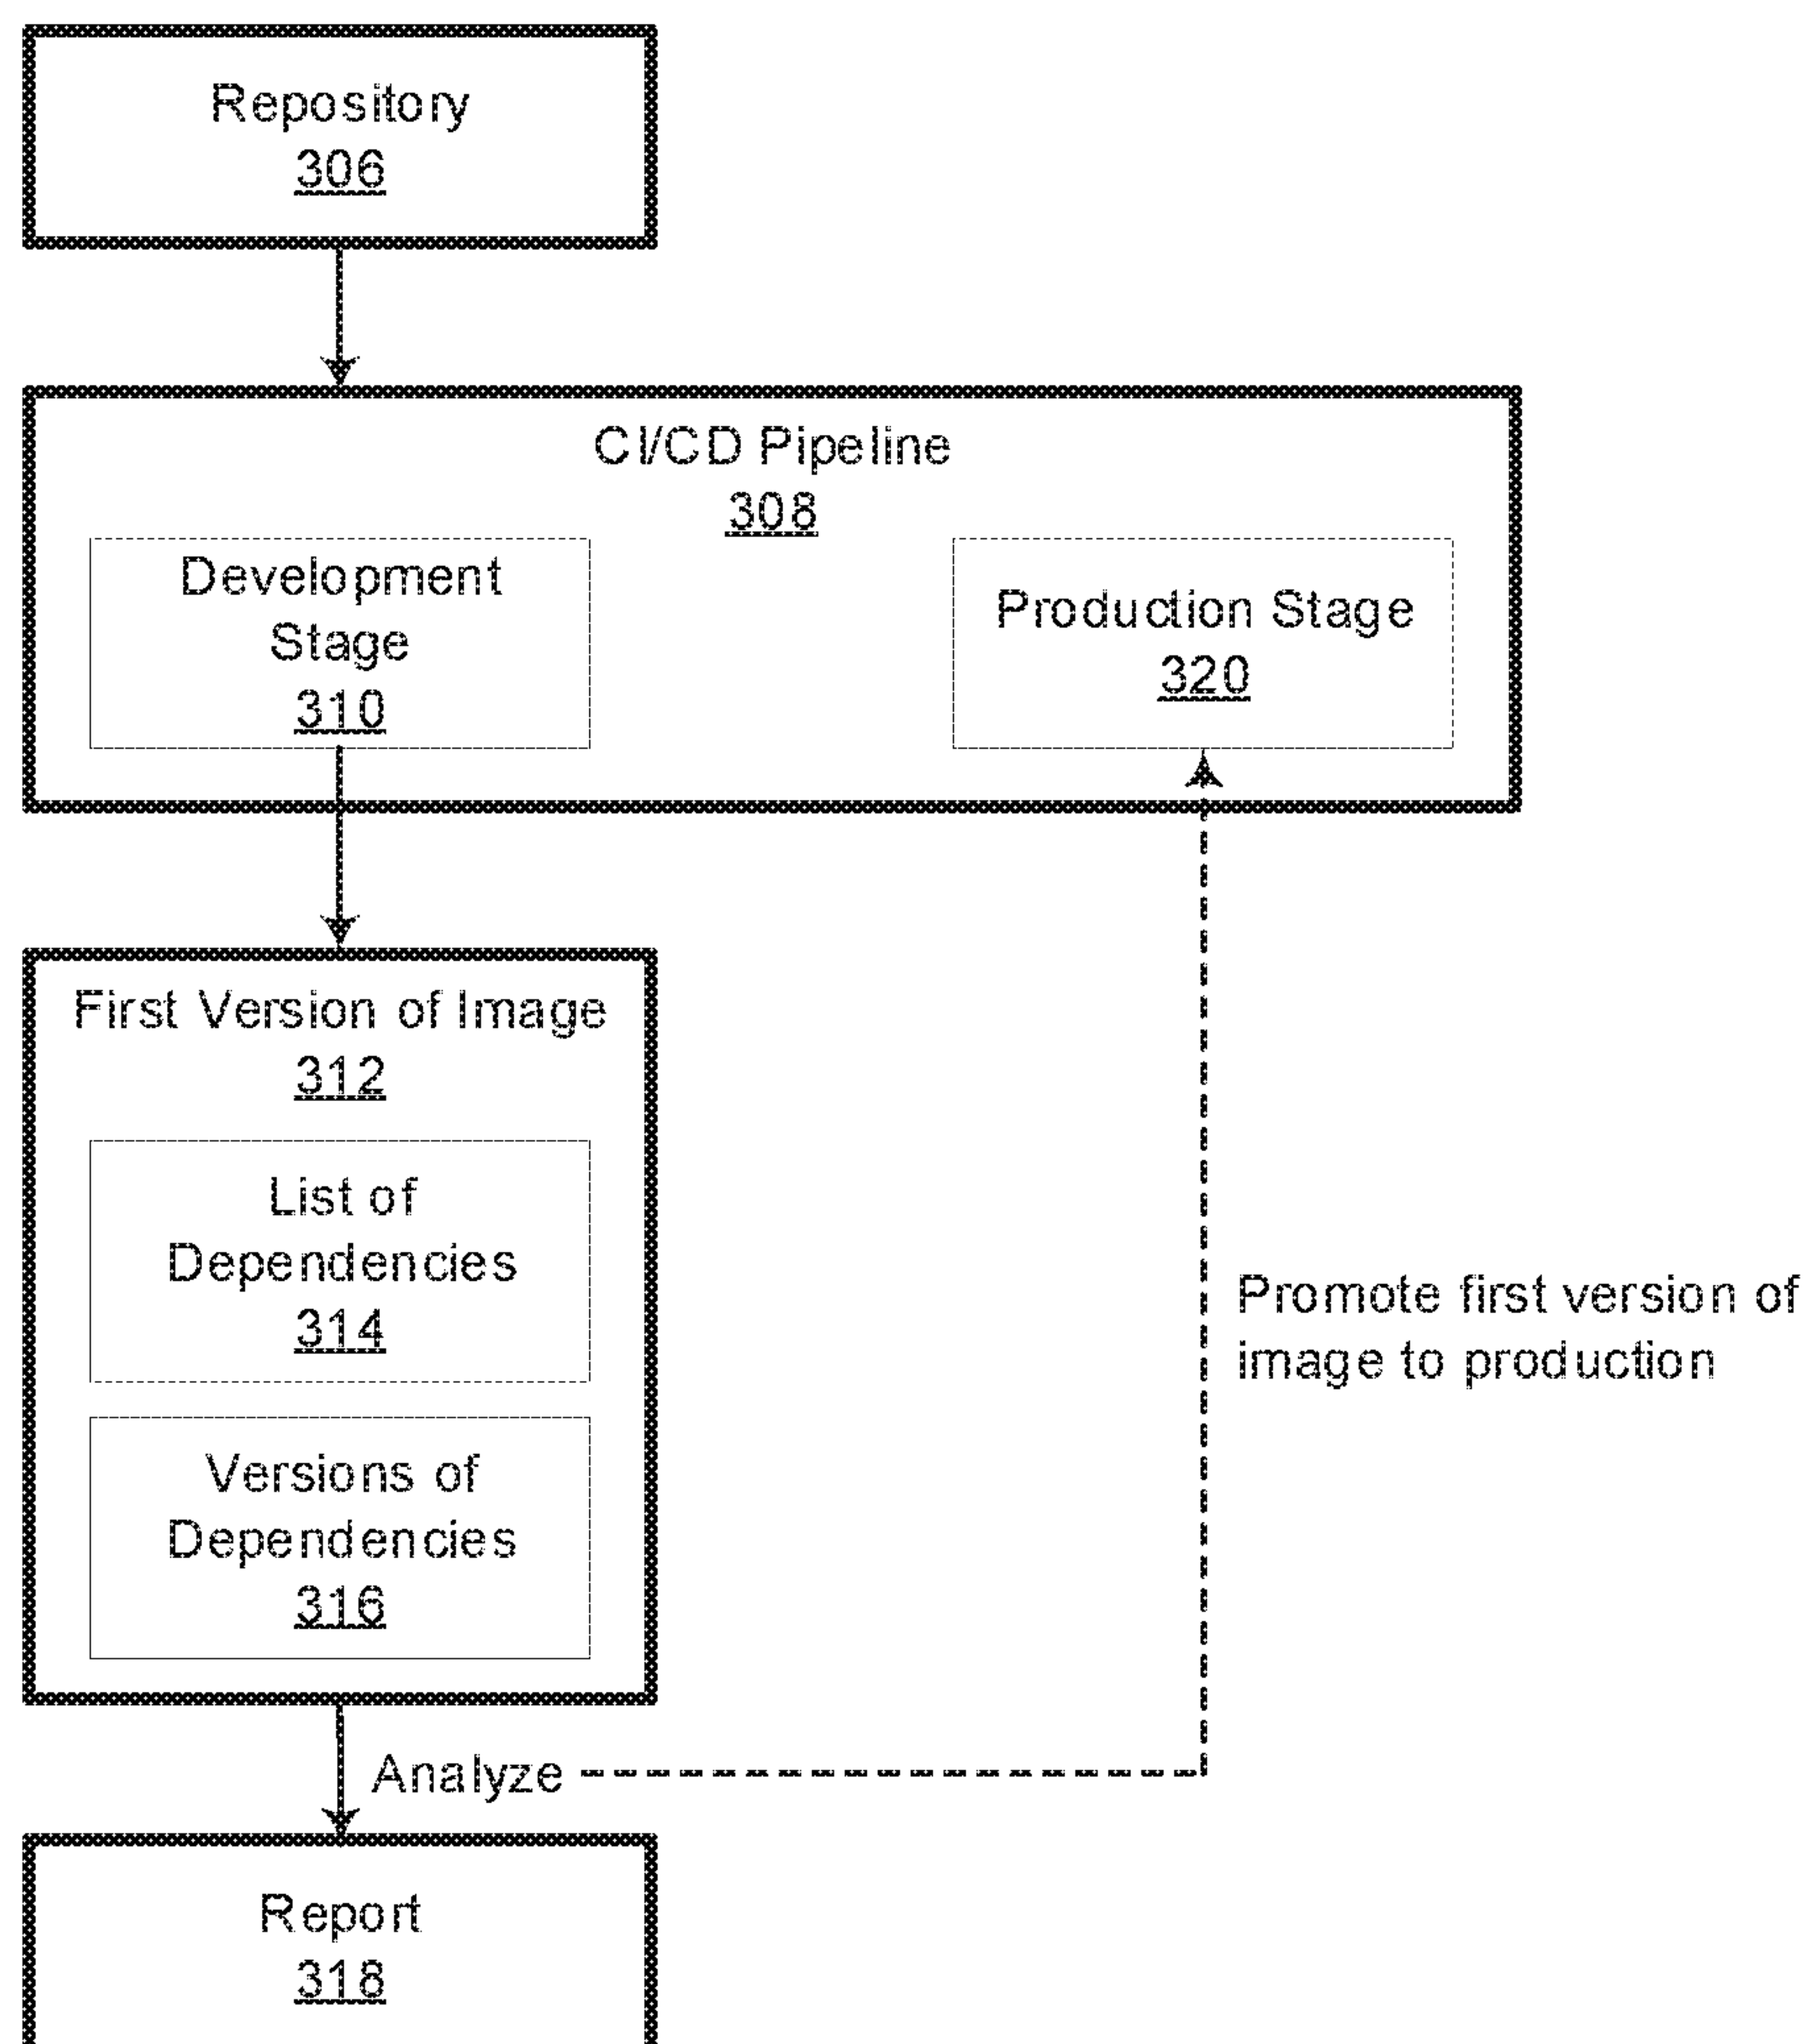 Repository
306
CI/CD Pipeline
308
Development
Stage
310
Production Stage
320
First Version of Image
312
List of
Dependencies
314
Versions of
Dependencies
316
Promote first version of
image to production
Analyze
Report
318